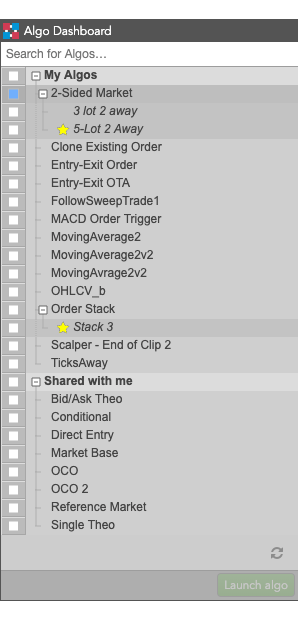 Algo Dashboard
Search for Algos...
My Algos
2-Sided Market
3 lot 2 away
5-Lot 2 Away
Clone Existing Order
Entry-Exit Order
Entry-Exit OTA
FollowSweepTrade1
MACD Order Trigger
MovingAverage2
MovingAverage2v2
MovingAvrage2v2
OHLCV_b
Order Stack
Stack 3
Scalper - End of Clip 2
TicksAway
Shared with me
Bid/Ask Theo
Conditional
Direct Entry
Market Base
OCO
OCO 2
Reference Market
Single Theo
Launch algo